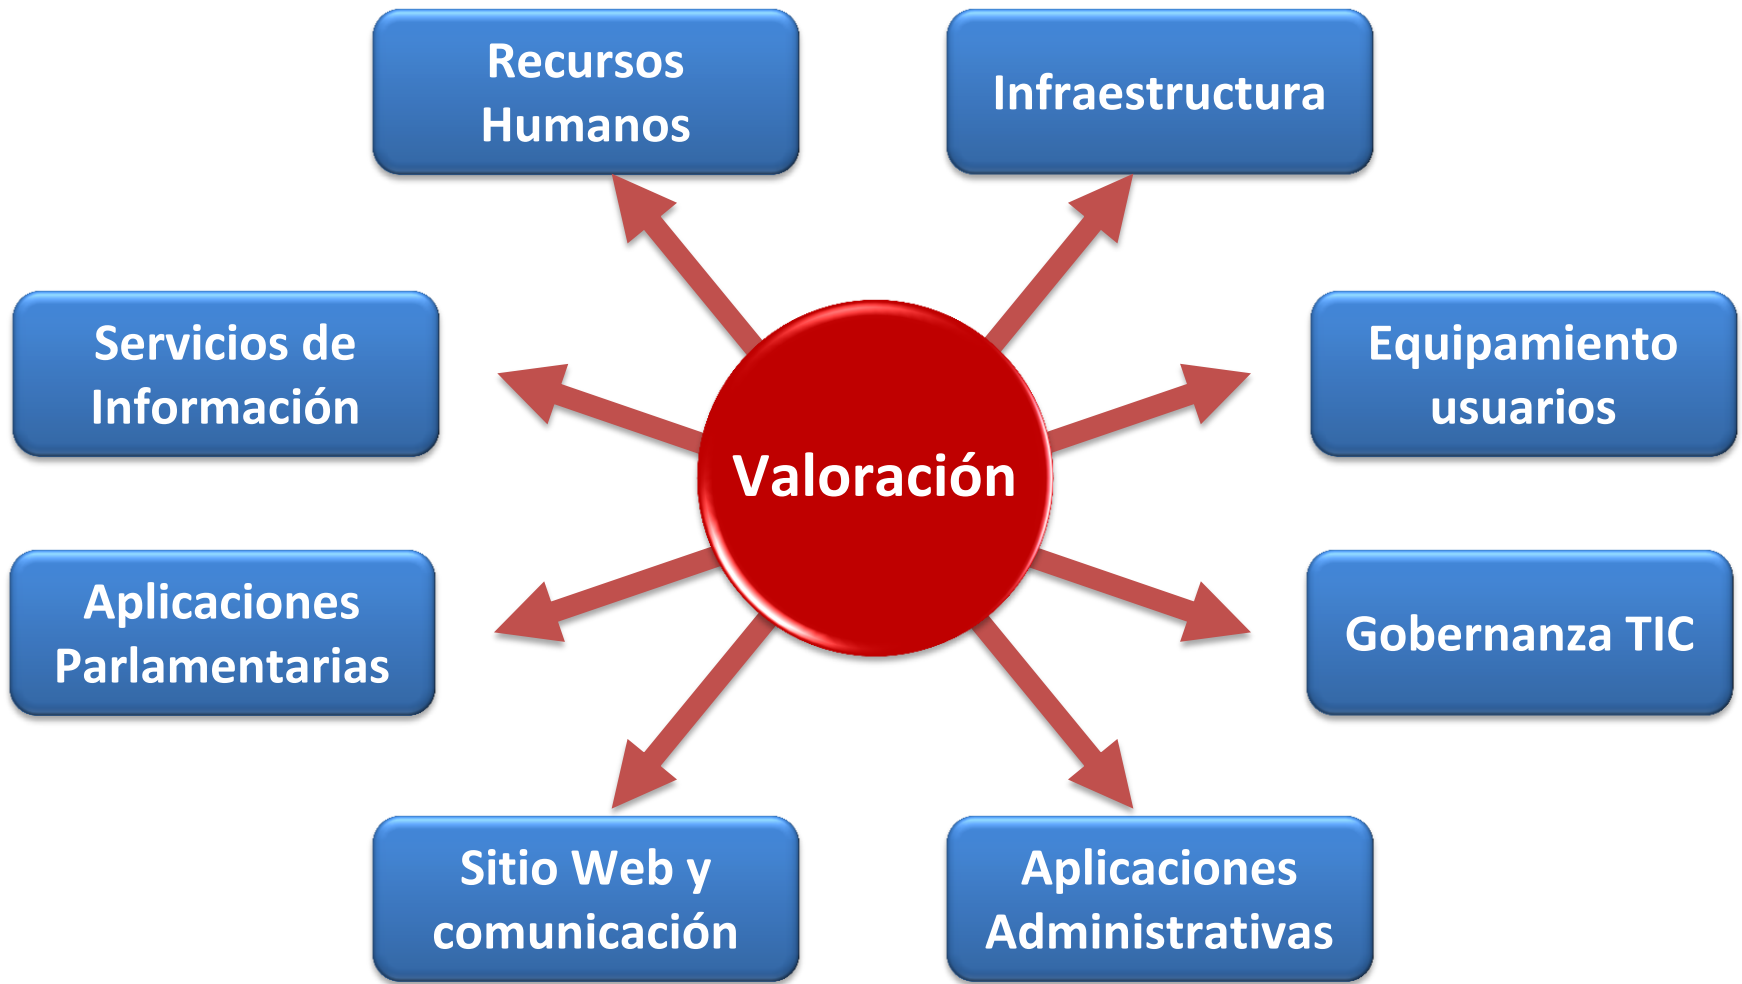 Recursos
Humanos
Infraestructura
Servicios de
Información
Equipamiento
usuarios
Valoración
Aplicaciones
Parlamentarias
Gobernanza TIC
Sitio Web y
comunicación
Aplicaciones
Administrativas